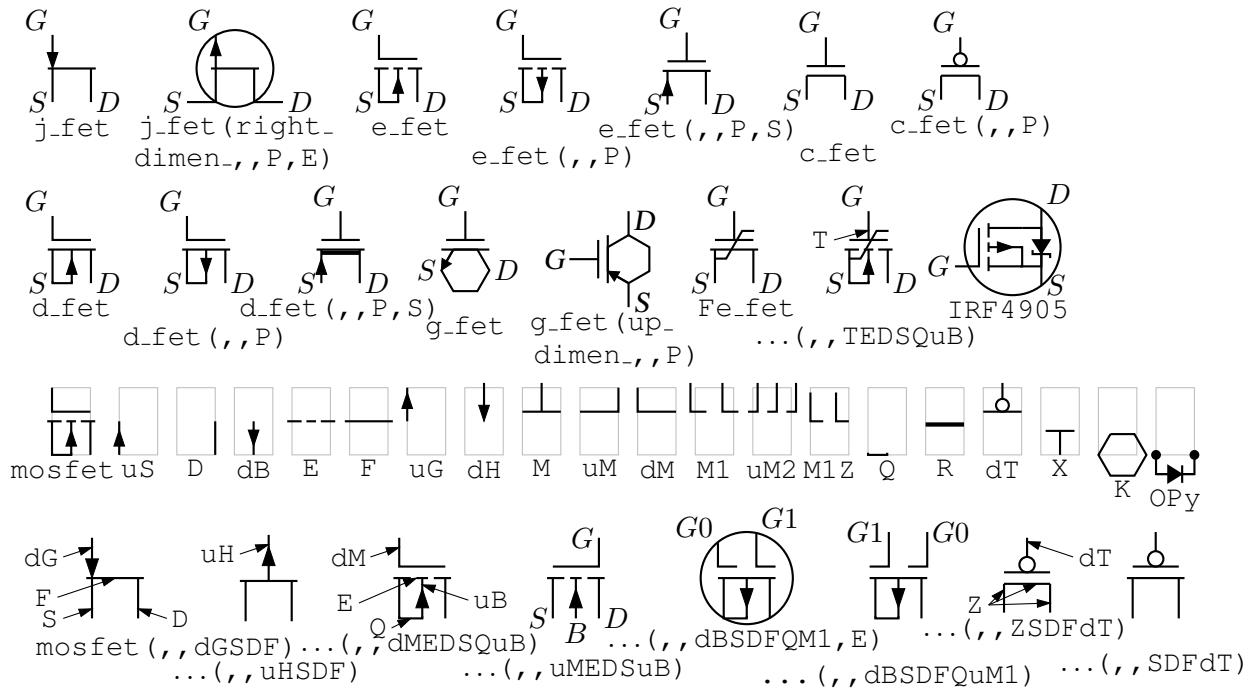 G G G G G G G
S D S D S D S D S D S D S D
j_fet j_fet(right_ e_fet e_fet(,,P,S) c_fet(,,P)
dimen_,,P,E) e_fet(,,P) c_fet
G G G G D G G D
T
S D S D S D S D G S D S D G
S S
d_fet d_fet(,,P,S) g_fet g_fet(up_ Fe_fet IRF4905
d_fet(,,P) dimen_,,P) ...(,,TEDSQuB)
mosfet uS D dB E F uG dH M uM dM M1 uM2 M1Z Q R dT X K OPy
G G0 G1 G1 G0
dG uH dM dT
F E uB Z
S D Q S B D
mosfet(,,dGSDF) ...(,,dMEDSQuB) ...(,,dBSDFQM1,E) ...(,,ZSDFdT)
...(,,uHSDF) ...(,,uMEDSuB) ...(,,dBSDFQuM1) ...(,,SDFdT)